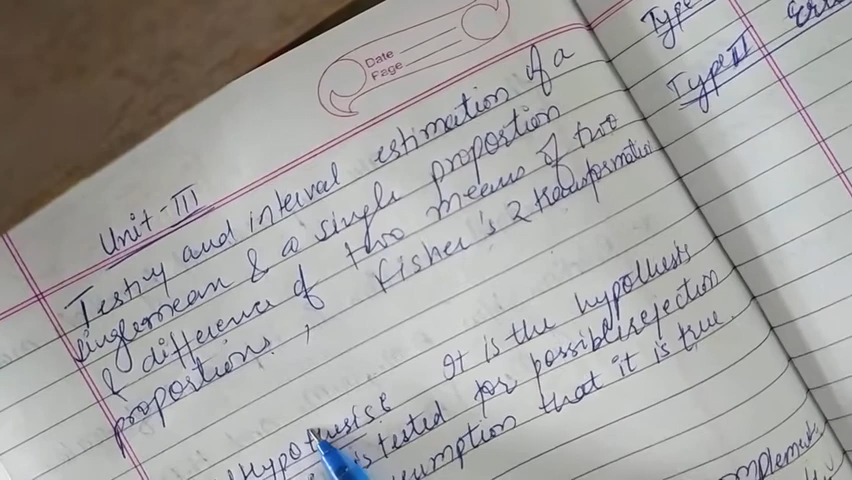 Date
Page
Unit-III
Testing and interval estimation of a
single mean & a single proportion
& difference of two means of two
proportions, Fisher's Z transformation
Hypothesise It is the hypothesis
is tested for possible rejection
assumption that it is true.
Type
Type II